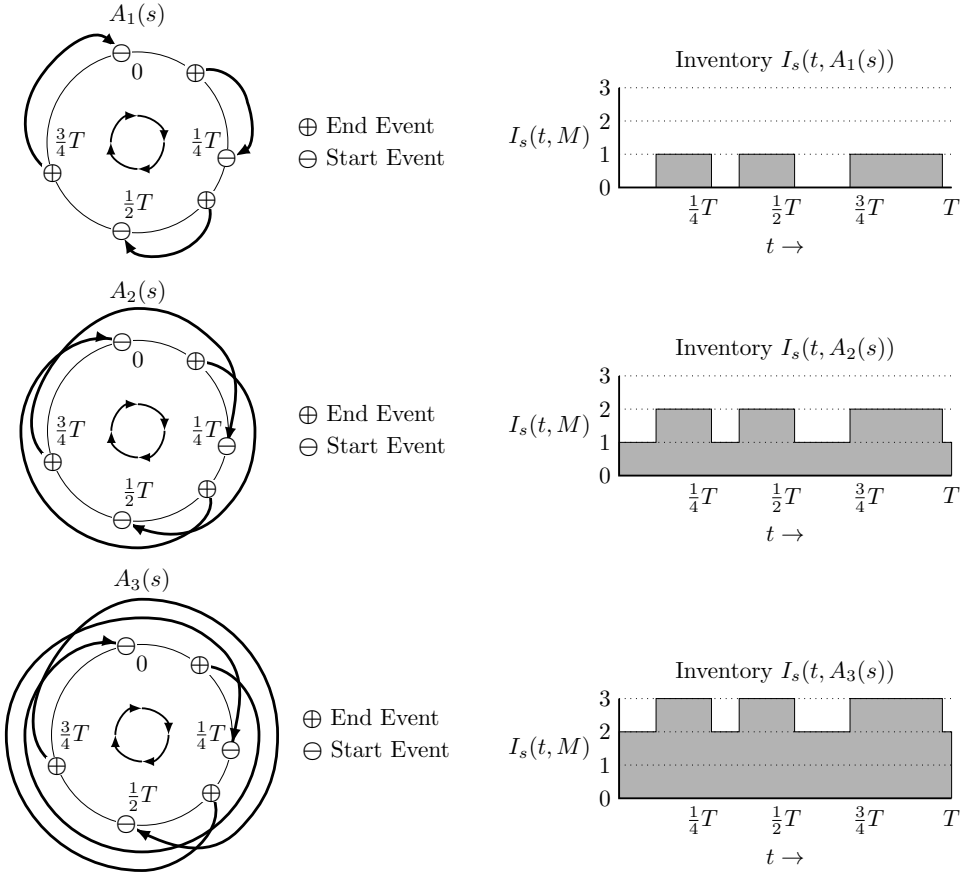 A₁(s)
0
¼T
½T
¾T
⊕ End Event
⊖ Start Event
Inventory Iₛ(t, A₁(s))
Iₛ(t, M)
3
2
1
0
¼T ½T ¾T T
t →
A₂(s)
0
¼T
½T
¾T
⊕ End Event
⊖ Start Event
Inventory Iₛ(t, A₂(s))
Iₛ(t, M)
3
2
1
0
¼T ½T ¾T T
t →
A₃(s)
0
¼T
½T
¾T
⊕ End Event
⊖ Start Event
Inventory Iₛ(t, A₃(s))
Iₛ(t, M)
3
2
1
0
¼T ½T ¾T T
t →